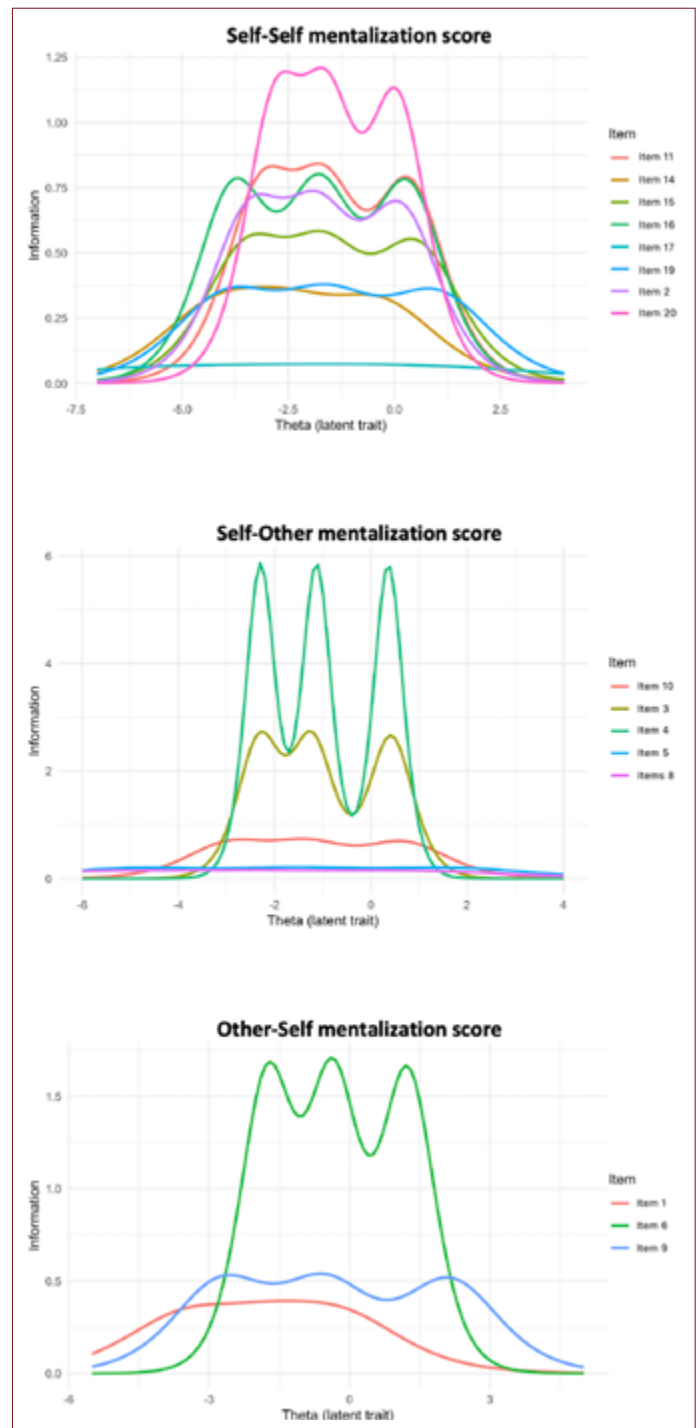 Self-Self mentalization score
1.25
1.00
0.75
0.50
0.25
0.00
Information
-7.5
-5.0
-2.5
0.0
2.5
Theta (latent trait)
Item
Item 11
Item 14
Item 15
Item 16
Item 17
Item 19
Item 2
Item 20
Self-Other mentalization score
6
4
2
0
Information
-6
-4
-2
0
2
4
Theta (latent trait)
Item
Item 10
Item 3
Item 4
Item 5
Items 8
Other-Self mentalization score
1.5
1.0
0.5
0.0
Information
-6
-3
0
3
Theta (latent trait)
Item
Item 1
Item 6
Item 9